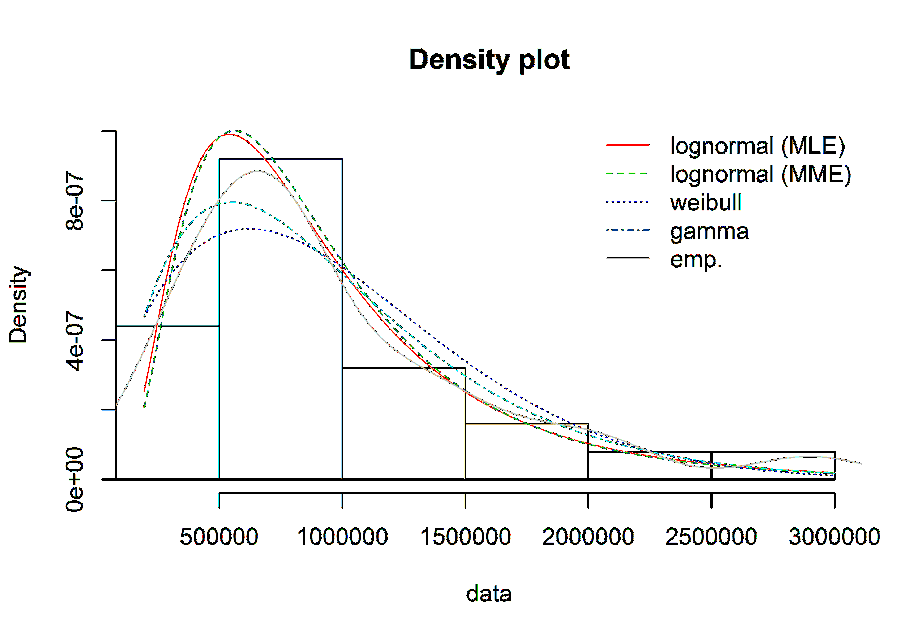 Density plot
lognormal (MLE)
lognormal (MME)
weibull
gamma
emp.
Density
8e-07
4e-07
0e+00
500000 1000000 1500000 2000000 2500000 3000000
data